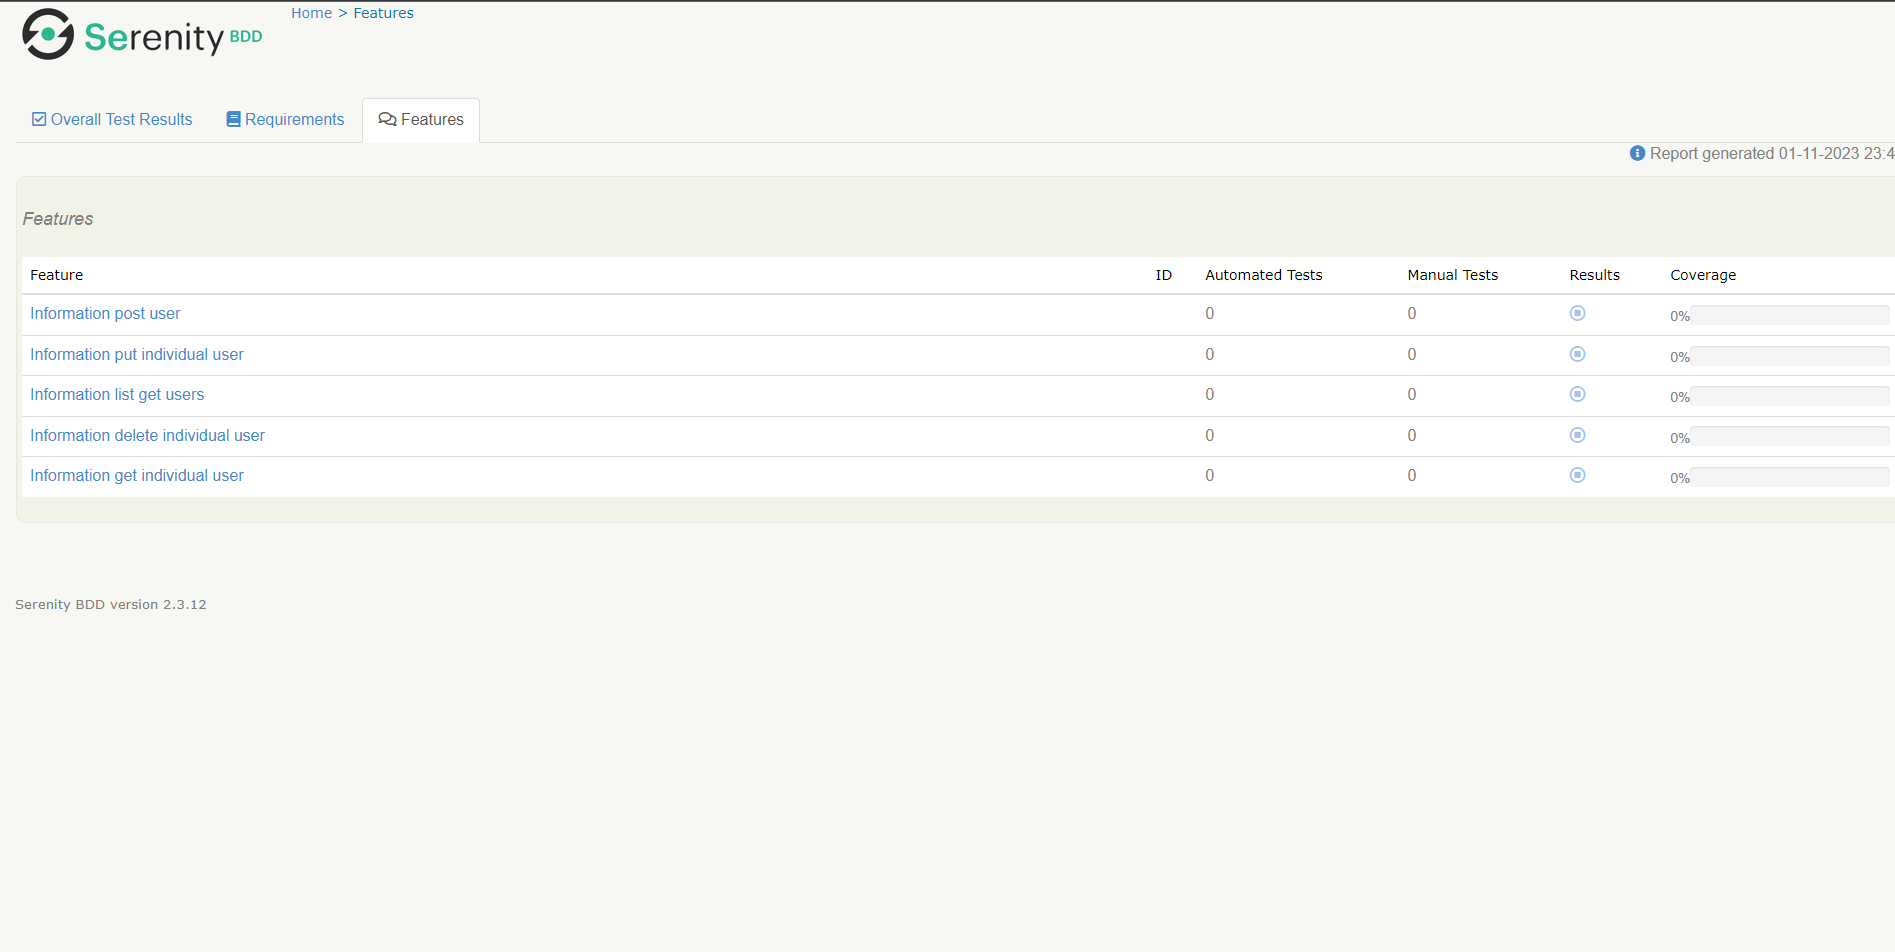 Home > Features
Serenity BDD
Overall Test Results Requirements Features
Report generated 01-11-2023 23:4
Features
Feature ID Automated Tests Manual Tests Results Coverage
Information post user 0 0 0%
Information put individual user 0 0 0%
Information list get users 0 0 0%
Information delete individual user 0 0 0%
Information get individual user 0 0 0%
Serenity BDD version 2.3.12